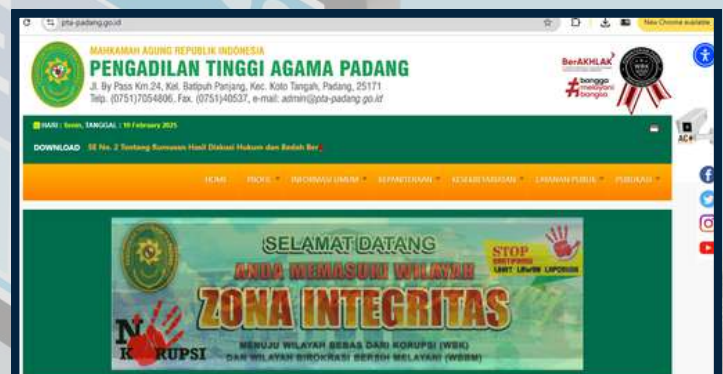 pta-padang.go.id
New Chrome available
MAHKAMAH AGUNG REPUBLIK INDONESIA
PENGADILAN TINGGI AGAMA PADANG
Jl. By Pass Km.24, Kel. Batipuh Panjang, Kec. Koto Tangah, Padang, 25171
Telp. (0751)7054806, Fax. (0751)40537, e-mail: admin@pta-padang.go.id
BerAKHLAK
#bangga
melayani
bangsa
HARI : Senin, TANGGAL : 10 February 2025
DOWNLOAD SE No. 2 Tentang Rumusan Hasil Diskusi Hukum dan Bedah Ber
HOME PROFIL INFORMASI UMUM KEPANITERAAN KESEKRETARIATAN LAYANAN PUBLIK PUBLIKASI
SELAMAT DATANG
ANDA MEMASUKI WILAYAH
ZONA INTEGRITAS
MENUJU WILAYAH BEBAS DARI KORUPSI (WBK)
DAN WILAYAH BIROKRASI BERSIH MELAYANI (WBBM)
STOP
GRATIFIKASI
LIHAT LAWAN LAPORKAN
NO KORUPSI